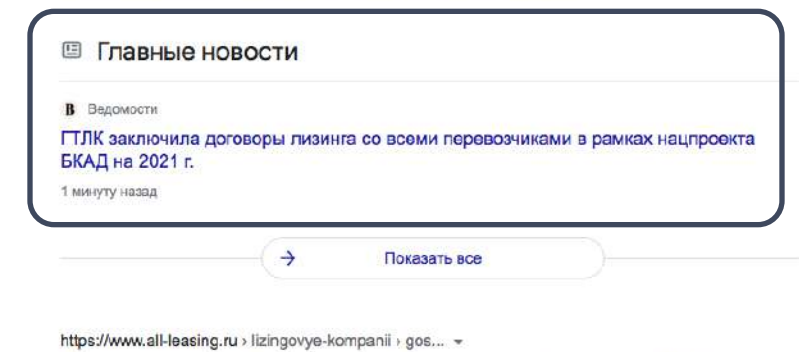 Главные новости
В Ведомости
ГТЛК заключила договоры лизинга со всеми перевозчиками в рамках нацпроекта
БКАД на 2021 г.
1 минуту назад
→ Показать все
https://www.all-leasing.ru › lizingovye-kompanii › gos...